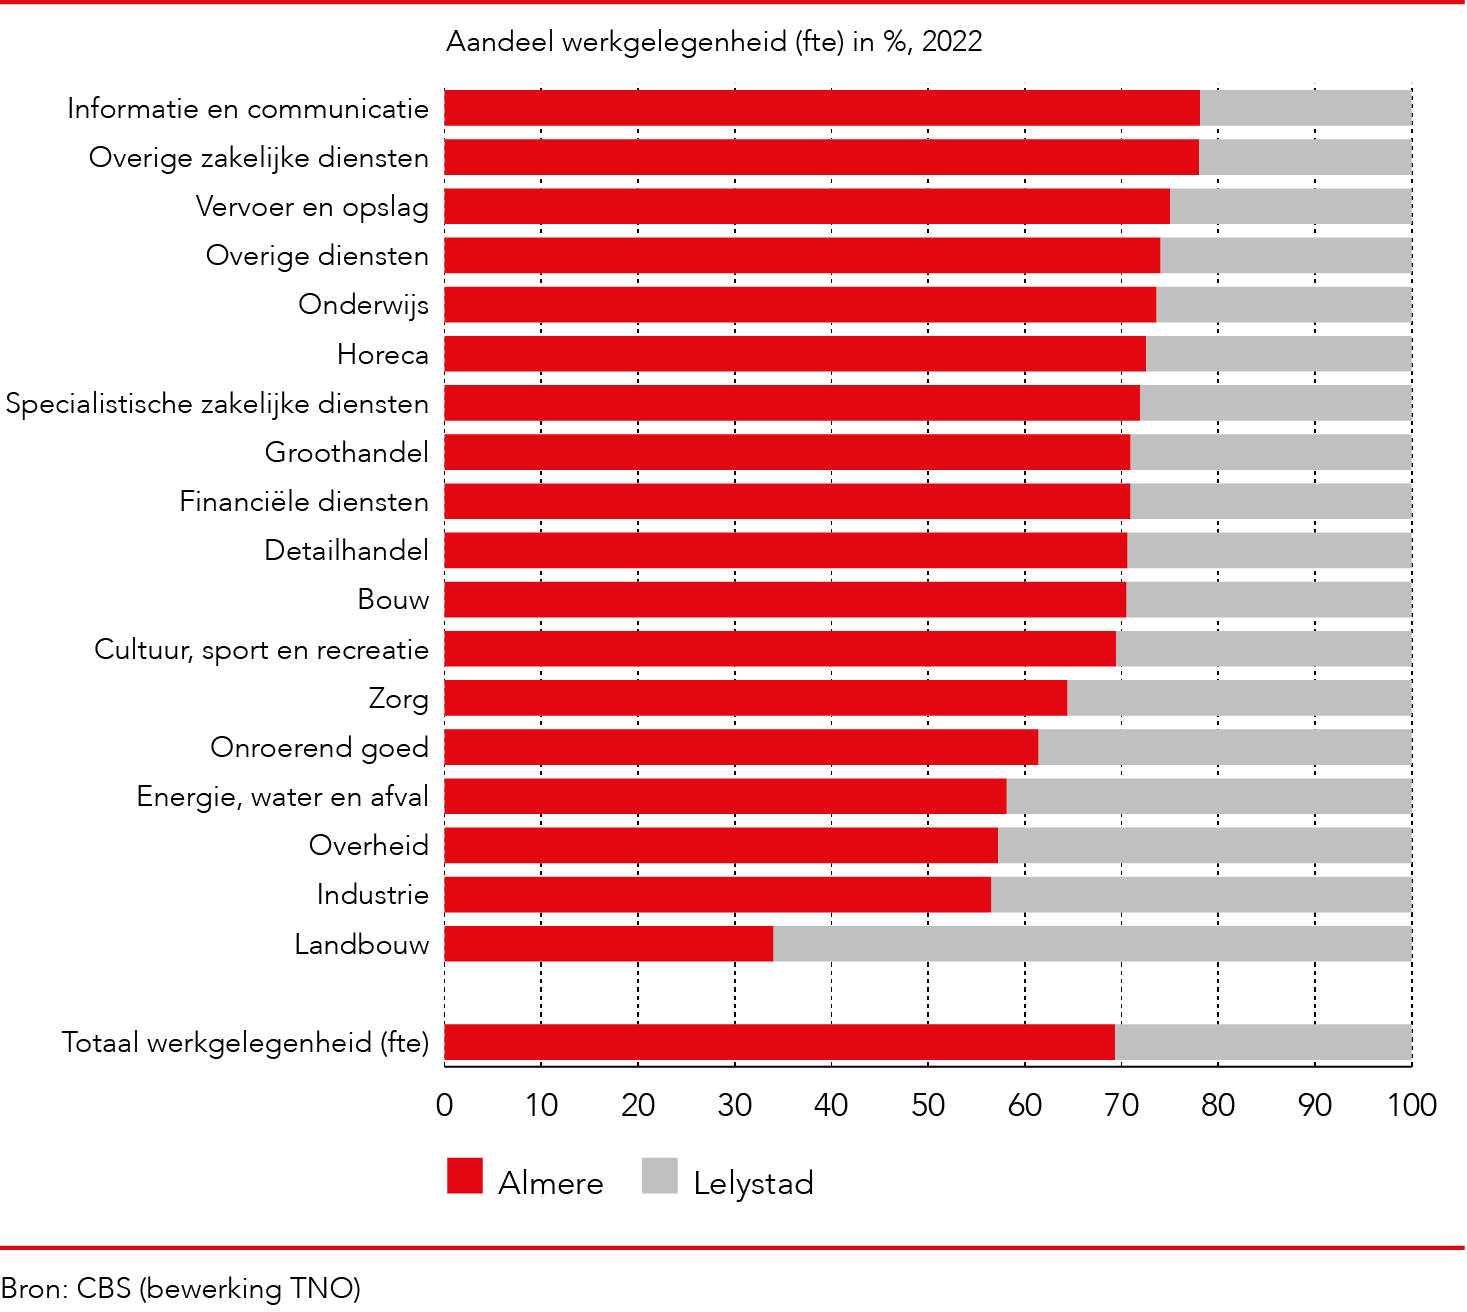 Aandeel werkgelegenheid (fte) in %, 2022
Informatie en communicatie
Overige zakelijke diensten
Vervoer en opslag
Overige diensten
Onderwijs
Horeca
Specialistische zakelijke diensten
Groothandel
Financiële diensten
Detailhandel
Bouw
Cultuur, sport en recreatie
Zorg
Onroerend goed
Energie, water en afval
Overheid
Industrie
Landbouw
Totaal werkgelegenheid (fte)
0 10 20 30 40 50 60 70 80 90 100
Almere Lelystad
Bron: CBS (bewerking TNO)